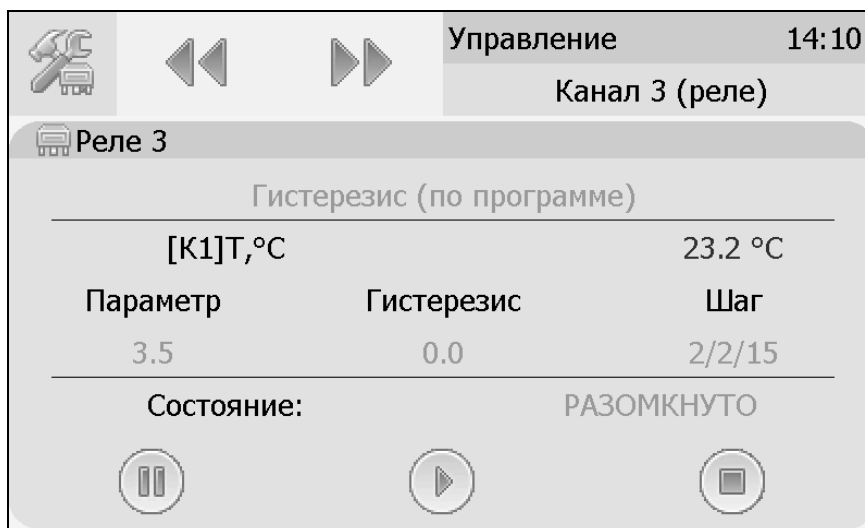 Управление 14:10
Канал 3 (реле)
Реле 3
Гистерезис (по программе)
[К1]Т,°С 23.2 °С
Параметр Гистерезис Шаг
3.5 0.0 2/2/15
Состояние: РАЗОМКНУТО